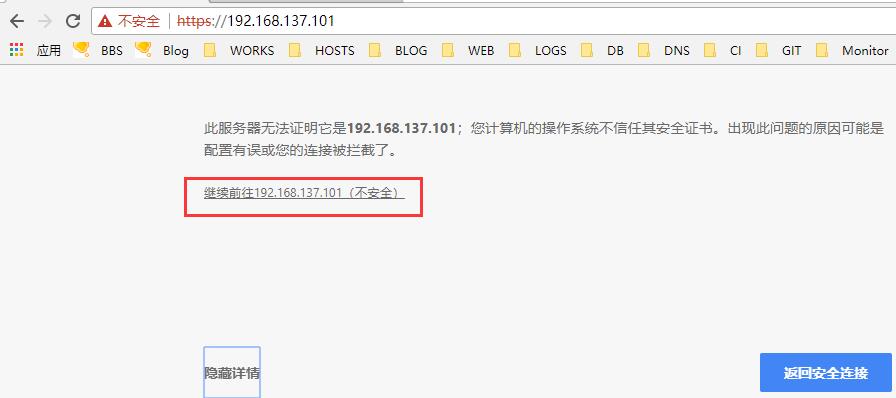 不安全 https://192.168.137.101
应用 BBS Blog WORKS HOSTS BLOG WEB LOGS DB DNS CI GIT Monitor
此服务器无法证明它是192.168.137.101；您计算机的操作系统不信任其安全证书。出现此问题的原因可能是
配置有误或您的连接被拦截了。
继续前往192.168.137.101（不安全）
隐藏详情 返回安全连接